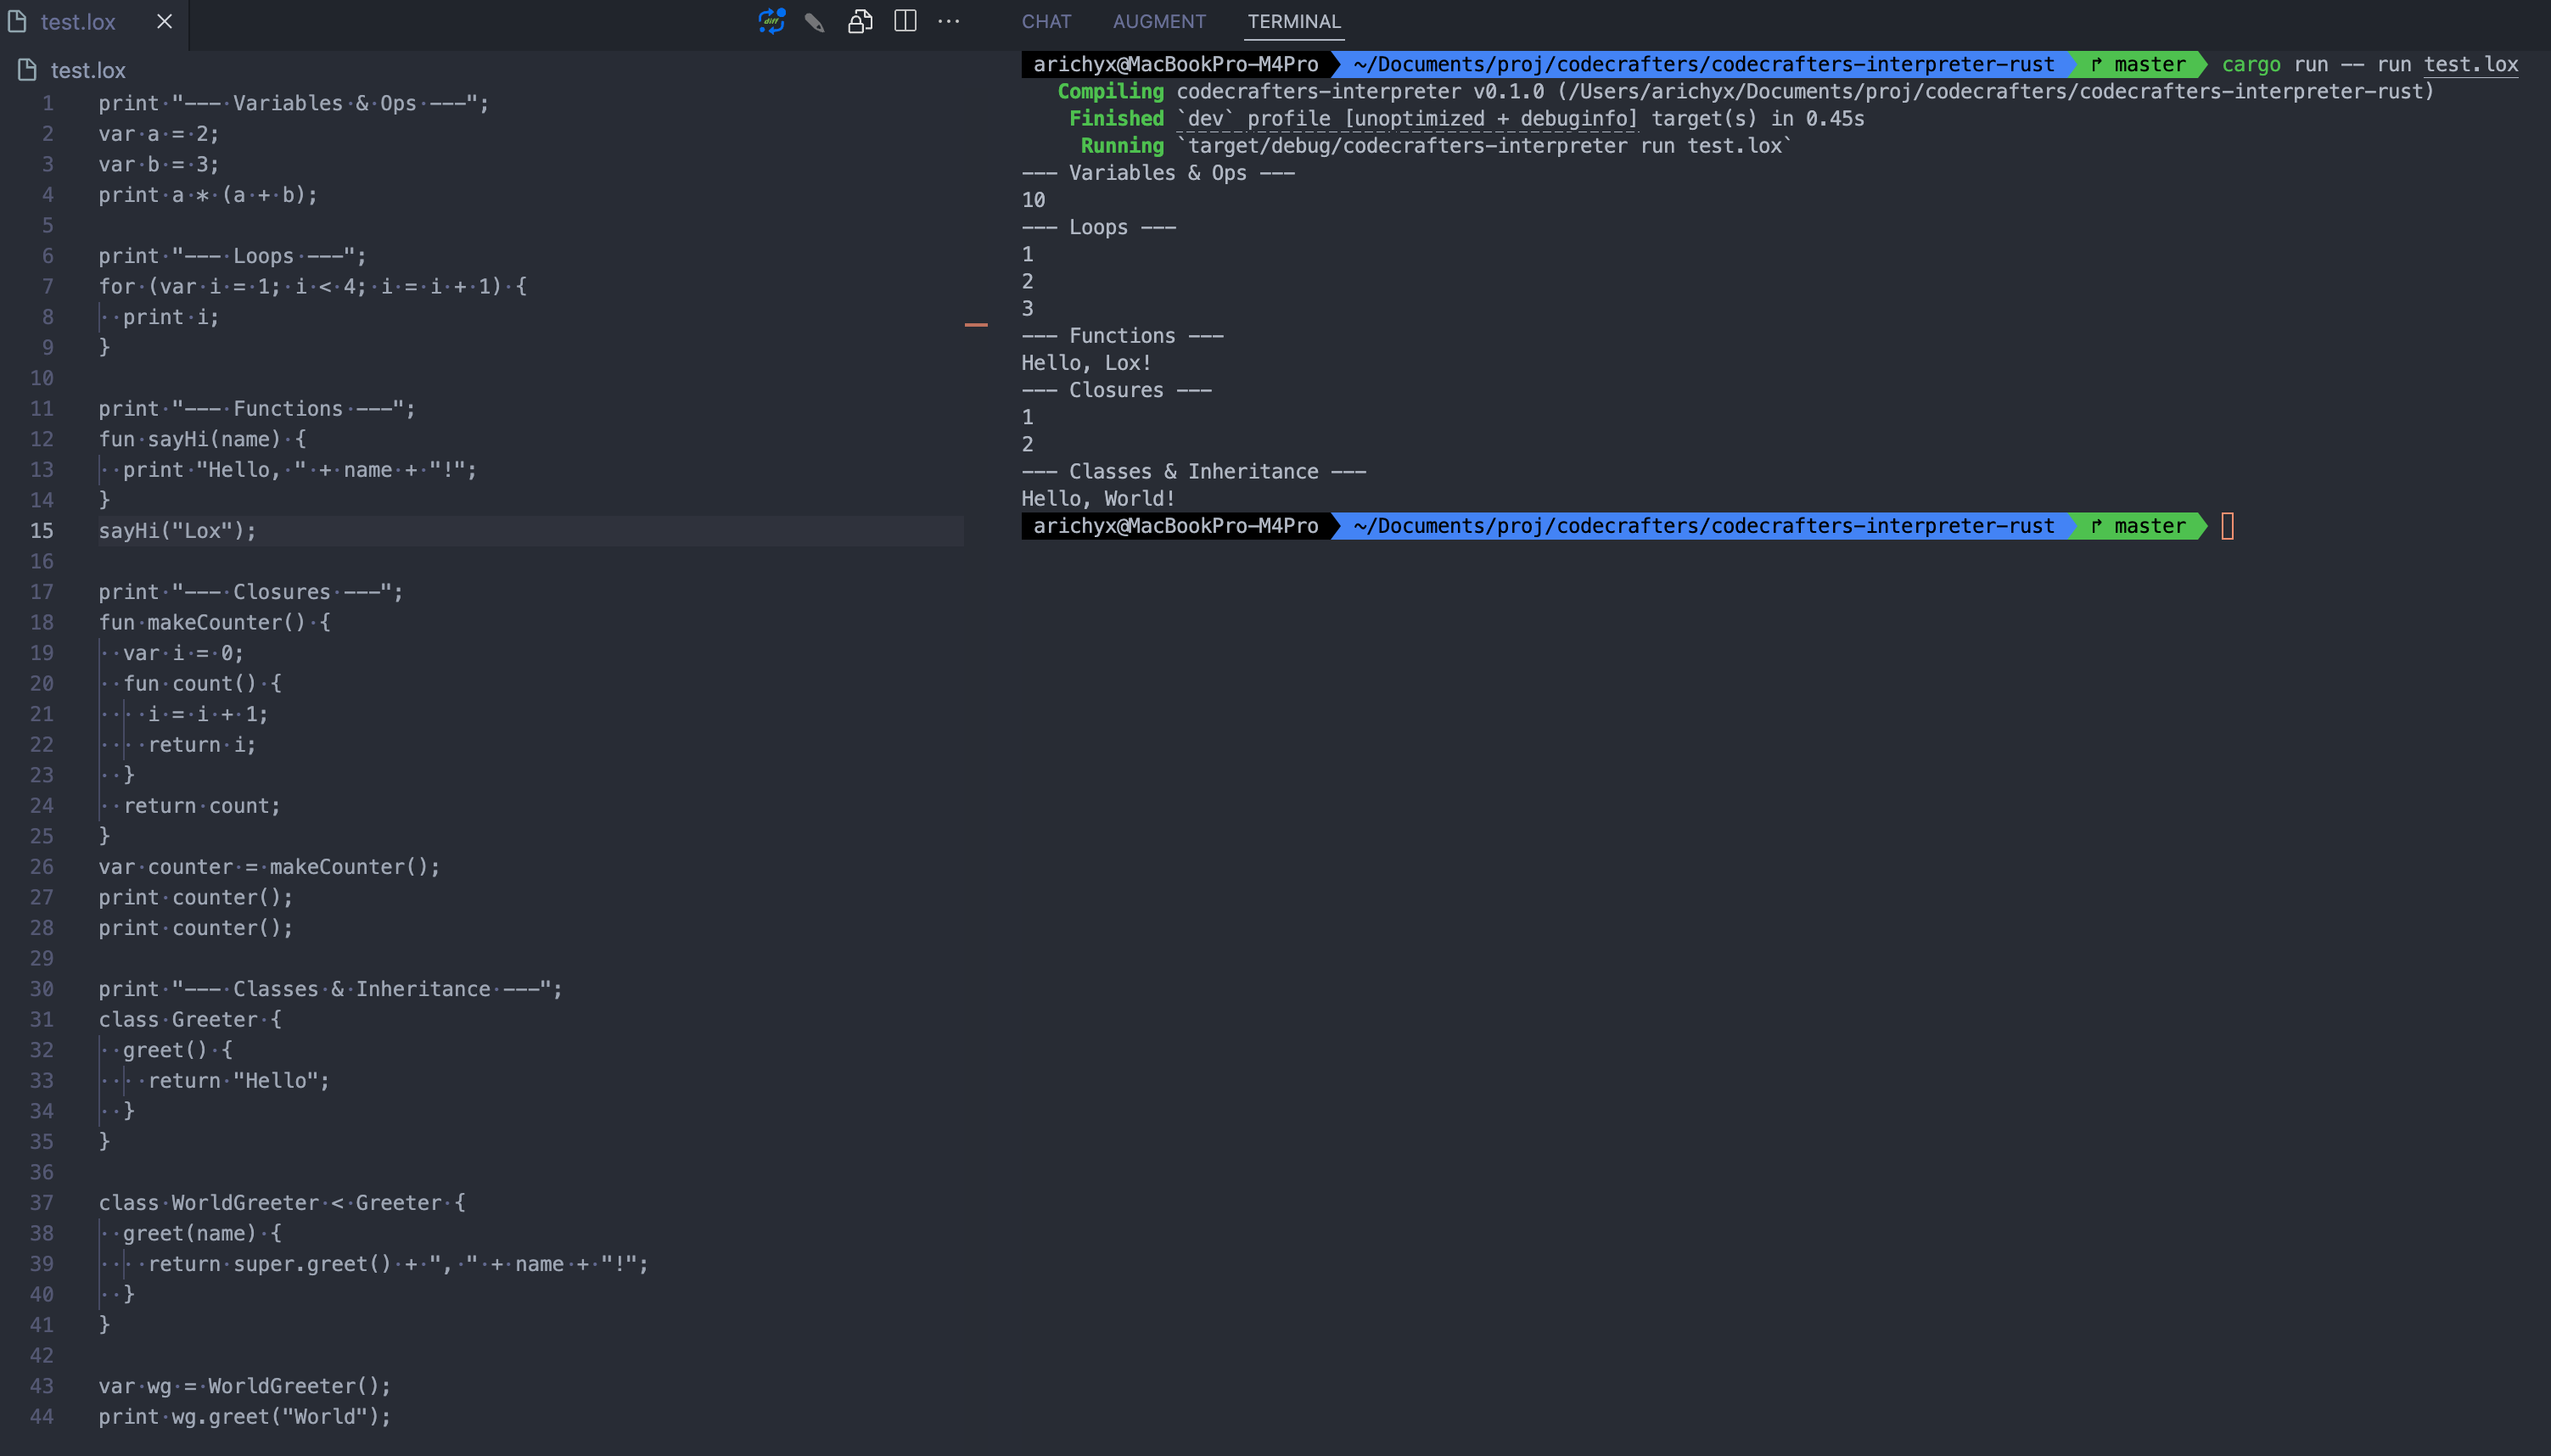 test.lox
test.lox
1 print "--- Variables & Ops ---";
2 var a = 2;
3 var b = 3;
4 print a * (a + b);
5
6 print "--- Loops ---";
7 for (var i = 1; i < 4; i = i + 1) {
8   print i;
9 }
10
11 print "--- Functions ---";
12 fun sayHi(name) {
13   print "Hello, " + name + "!";
14 }
15 sayHi("Lox");
16
17 print "--- Closures ---";
18 fun makeCounter() {
19   var i = 0;
20   fun count() {
21     i = i + 1;
22     return i;
23   }
24   return count;
25 }
26 var counter = makeCounter();
27 print counter();
28 print counter();
29
30 print "--- Classes & Inheritance ---";
31 class Greeter {
32   greet() {
33     return "Hello";
34   }
35 }
36
37 class WorldGreeter < Greeter {
38   greet(name) {
39     return super.greet() + ", " + name + "!";
40   }
41 }
42
43 var wg = WorldGreeter();
44 print wg.greet("World");
diff
CHAT AUGMENT TERMINAL
arichyx@MacBookPro-M4Pro ~/Documents/proj/codecrafters/codecrafters-interpreter-rust master cargo run -- run test.lox
Compiling codecrafters-interpreter v0.1.0 (/Users/arichyx/Documents/proj/codecrafters/codecrafters-interpreter-rust)
Finished `dev` profile [unoptimized + debuginfo] target(s) in 0.45s
Running `target/debug/codecrafters-interpreter run test.lox`
--- Variables & Ops ---
10
--- Loops ---
1
2
3
--- Functions ---
Hello, Lox!
--- Closures ---
1
2
--- Classes & Inheritance ---
Hello, World!
arichyx@MacBookPro-M4Pro ~/Documents/proj/codecrafters/codecrafters-interpreter-rust master